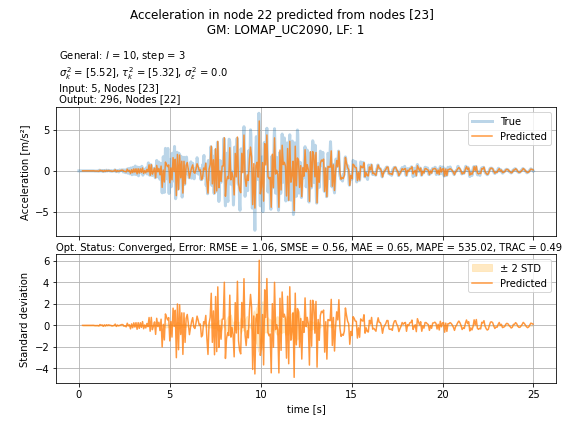 Acceleration in node 22 predicted from nodes [23]
GM: LOMAP_UC2090, LF: 1
General: l = 10, step = 3
σ²ₖ = [5.52], τ²ₖ = [5.32], σ²ε = 0.0
Input: 5, Nodes [23]
Output: 296, Nodes [22]
True
Predicted
Acceleration [m/s²]
5
0
−5
Opt. Status: Converged, Error: RMSE = 1.06, SMSE = 0.56, MAE = 0.65, MAPE = 535.02, TRAC = 0.49
± 2 STD
Predicted
Standard deviation
6
4
2
0
−2
−4
0 5 10 15 20 25
time [s]